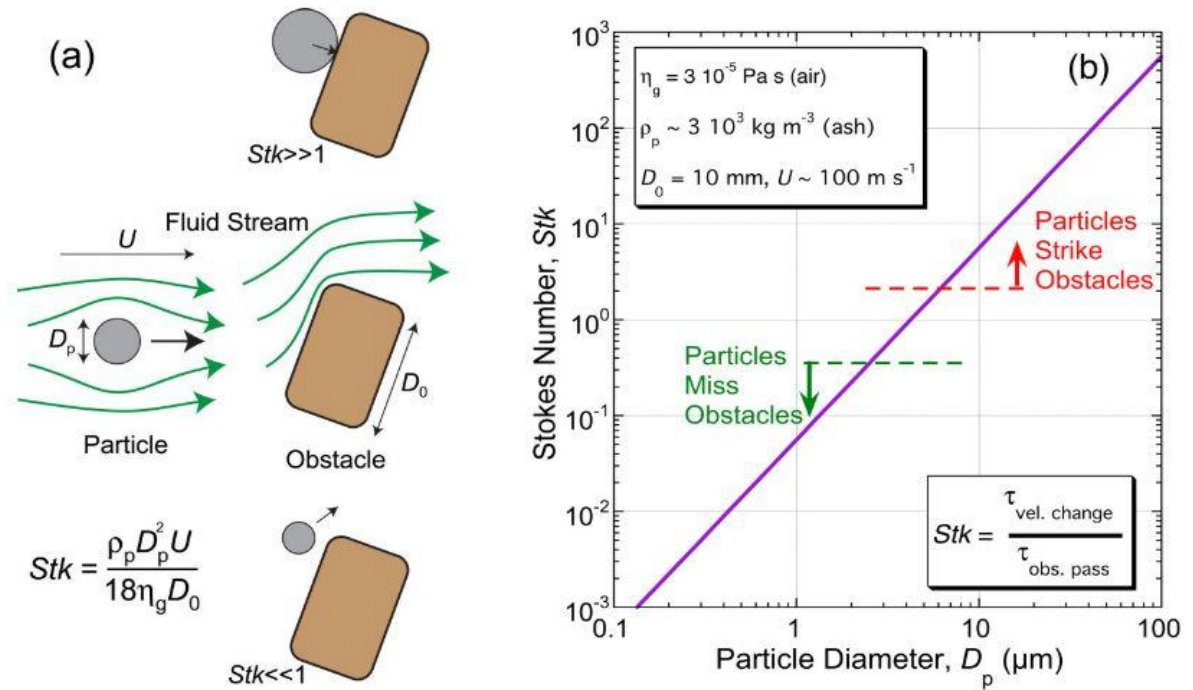 (a)
Stk>>1
Fluid Stream
U
Dₚ
D₀
Particle
Obstacle
Stk = ρₚDₚ²U / 18ηgD₀
Stk<<1
(b)
Stokes Number, Stk
10³
10²
10¹
10⁰
10⁻¹
10⁻²
10⁻³
ηg = 3 10⁻⁵ Pa s (air)
ρₚ ~ 3 10³ kg m⁻³ (ash)
D₀ = 10 mm, U ~ 100 m s⁻¹
Particles
Strike
Obstacles
Particles
Miss
Obstacles
Stk = τvel. change / τobs. pass
0.1 1 10 100
Particle Diameter, Dₚ (µm)